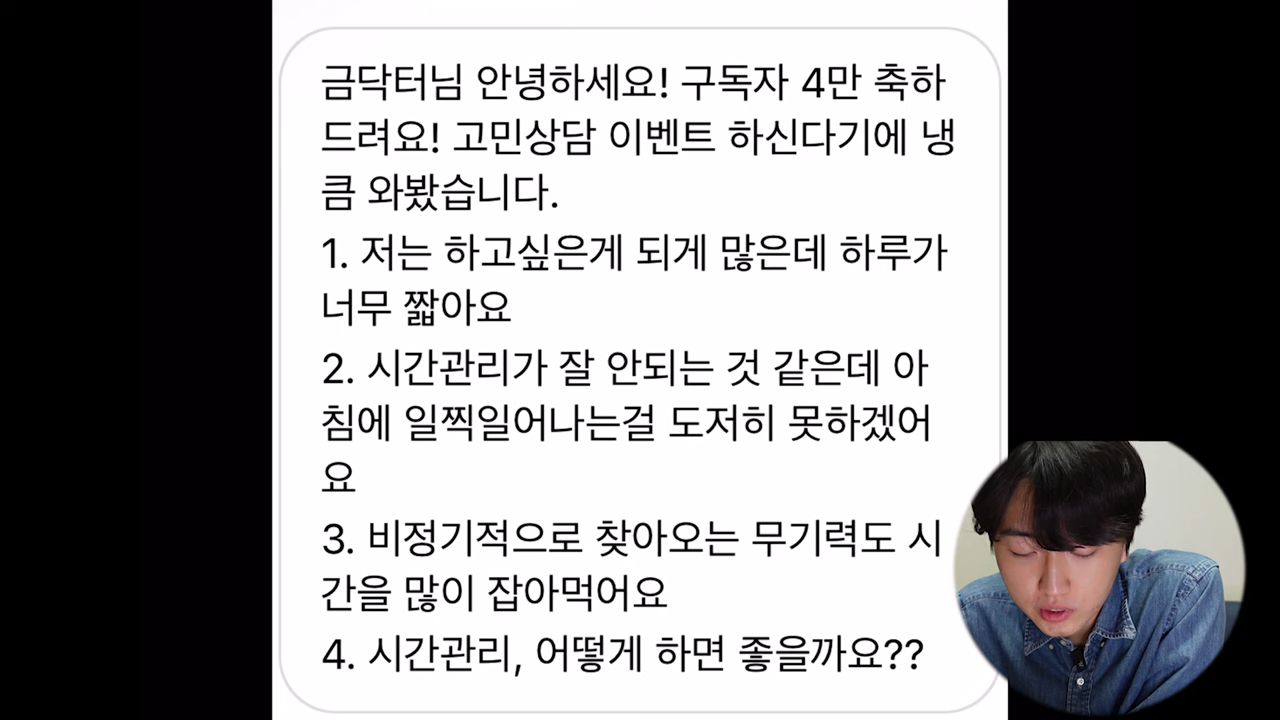 금닥터님 안녕하세요! 구독자 4만 축하
드려요! 고민상담 이벤트 하신다기에 냉
큼 와봤습니다.
1. 저는 하고싶은게 되게 많은데 하루가
너무 짧아요
2. 시간관리가 잘 안되는 것 같은데 아
침에 일찍일어나는걸 도저히 못하겠어
요
3. 비정기적으로 찾아오는 무기력도 시
간을 많이 잡아먹어요
4. 시간관리, 어떻게 하면 좋을까요??